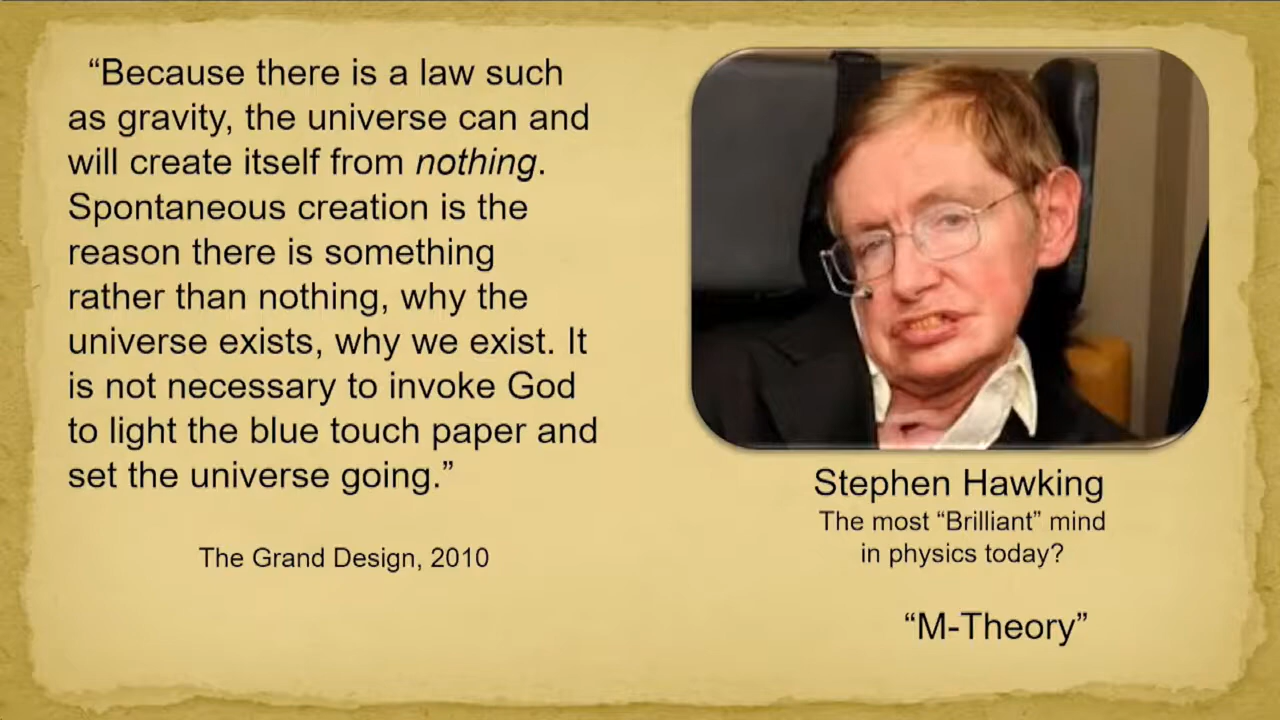 “Because there is a law such
as gravity, the universe can and
will create itself from nothing.
Spontaneous creation is the
reason there is something
rather than nothing, why the
universe exists, why we exist. It
is not necessary to invoke God
to light the blue touch paper and
set the universe going.”
The Grand Design, 2010
Stephen Hawking
The most “Brilliant” mind
in physics today?
“M-Theory”